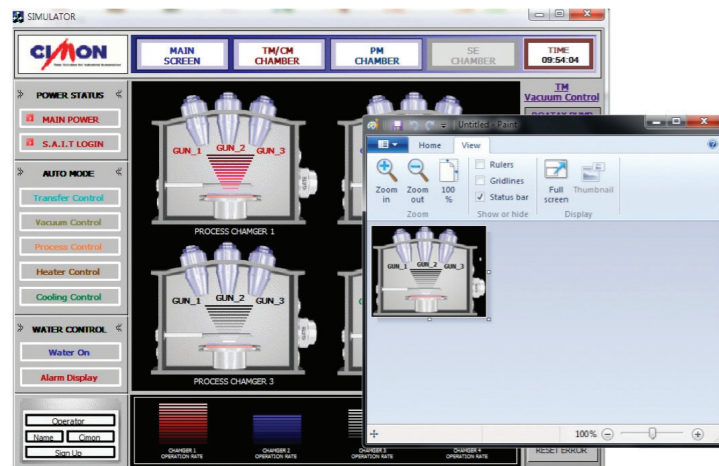 SIMULATOR
CIMON
MAIN SCREEN
TM/CM CHAMBER
PM CHAMBER
SE CHAMBER
TIME
09:54:04
POWER STATUS
MAIN POWER
S.A.I.T LOGIN
AUTO MODE
Transfer Control
Vacuum Control
Process Control
Heater Control
Cooling Control
WATER CONTROL
Water On
Alarm Display
Operator
Name
Cimon
Sign Up
GUN_1 GUN_2 GUN_3
PROCESS CHAMGER 1
GUN_1 GUN_2 GUN_3
PROCESS CHAMGER 3
CHAMGER 1
OPERATION RATE
CHAMGER 2
OPERATION RATE
CHAMGER 3
OPERATION RATE
CHAMGER 4
OPERATION RATE
TM
Vacuum Control
RESET ERROR
Untitled - Paint
Home
View
Zoom in
Zoom out
100 %
Zoom
Rulers
Gridlines
Status bar
Show or hide
Full screen
Thumbnail
Display
GUN_1 GUN_2 GUN_3
100%